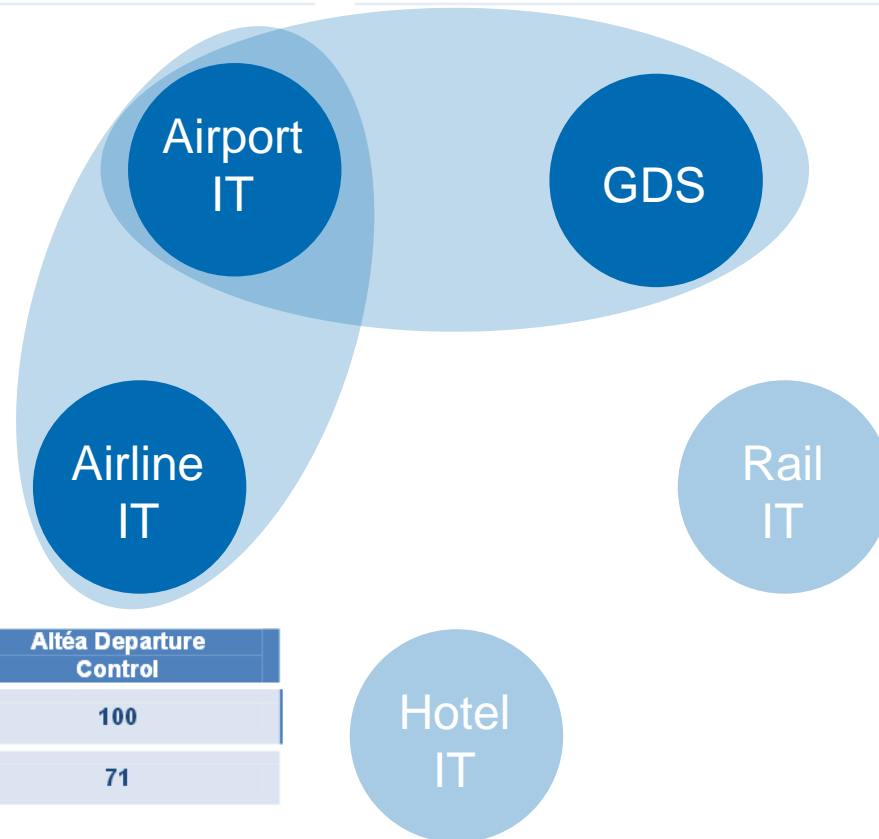 Airport
IT
GDS
Airline
IT
Rail
IT
Altéa Departure
Control
100
71
Hotel
IT